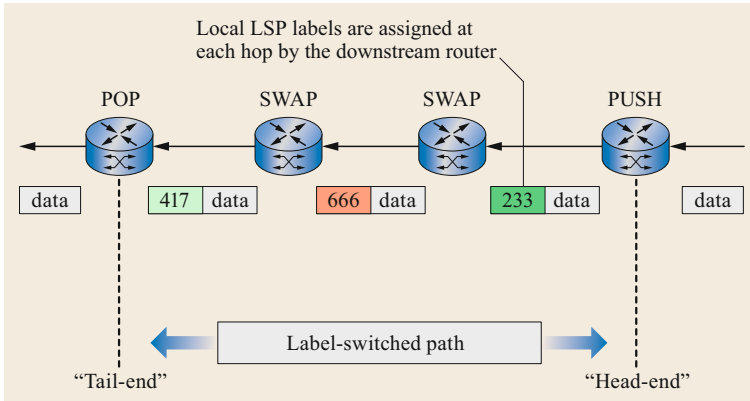 Local LSP labels are assigned at
each hop by the downstream router
POP
SWAP
SWAP
PUSH
data
417 data
666 data
233 data
data
Label-switched path
“Tail-end”
“Head-end”